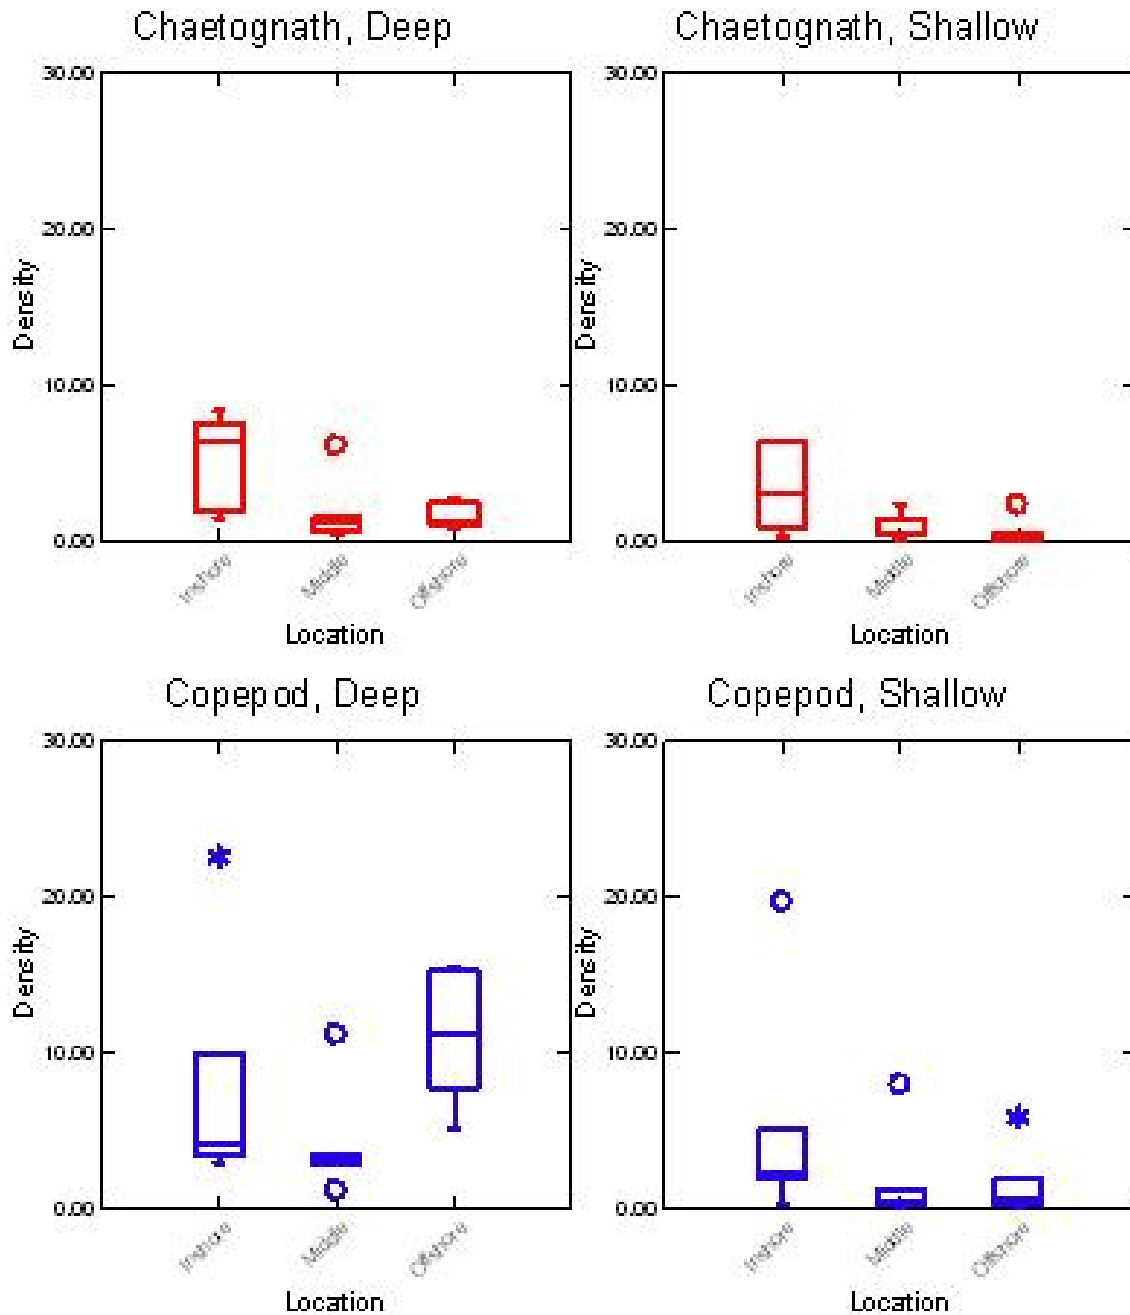 Chaetognath, Deep
30.00
20.00
10.00
0.00
Density
Inshore
Middle
Offshore
Location
Chaetognath, Shallow
30.00
20.00
10.00
0.00
Density
Inshore
Middle
Offshore
Location
Copepod, Deep
30.00
20.00
10.00
0.00
Density
Inshore
Middle
Offshore
Location
Copepod, Shallow
30.00
20.00
10.00
0.00
Density
Inshore
Middle
Offshore
Location